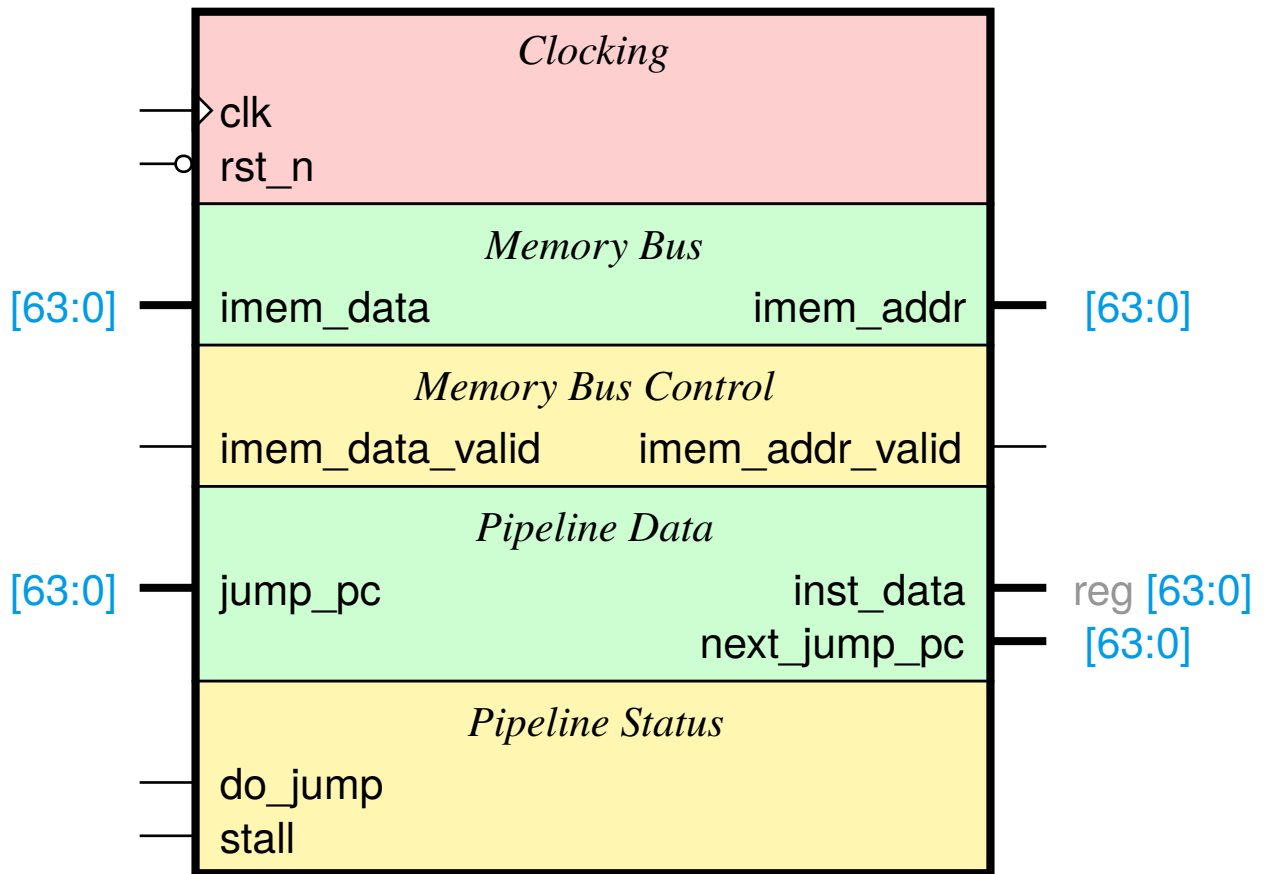 Clocking
clk
rst_n
Memory Bus
[63:0] imem_data imem_addr [63:0]
Memory Bus Control
imem_data_valid imem_addr_valid
Pipeline Data
[63:0] jump_pc inst_data reg [63:0]
next_jump_pc [63:0]
Pipeline Status
do_jump
stall